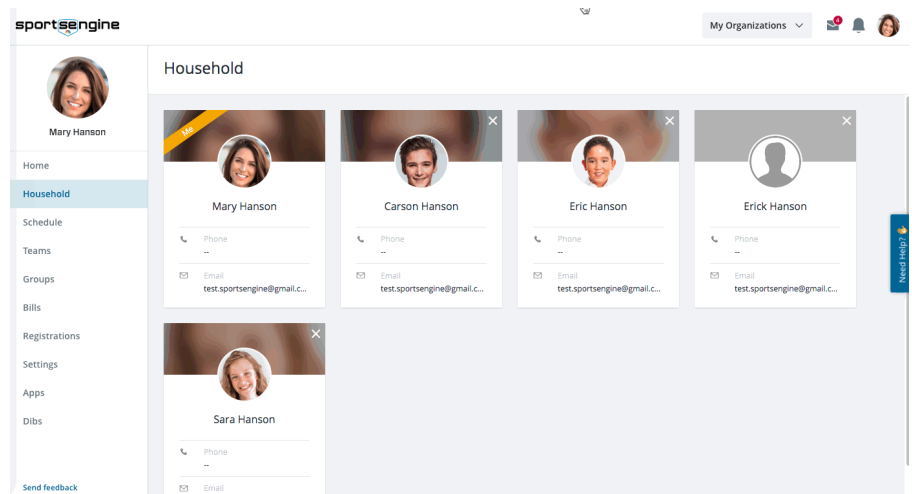 sportsengine
My Organizations
4
Mary Hanson
Home
Household
Schedule
Teams
Groups
Bills
Registrations
Settings
Apps
Dibs
Send feedback
Household
Me
Mary Hanson
Phone
--
Email
test.sportsengine@gmail.c...
Carson Hanson
Phone
--
Email
test.sportsengine@gmail.c...
Eric Hanson
Phone
--
Email
test.sportsengine@gmail.c...
Erick Hanson
Phone
--
Email
test.sportsengine@gmail.c...
Sara Hanson
Phone
--
Email
Need Help?